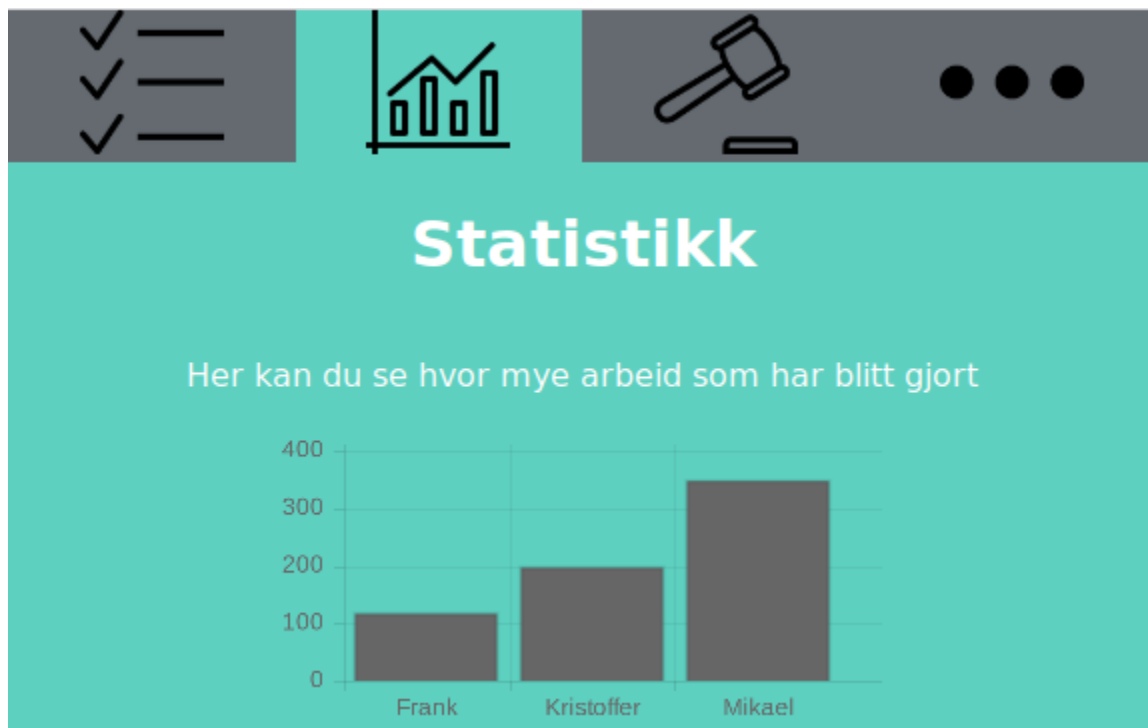 Statistikk
Her kan du se hvor mye arbeid som har blitt gjort
400
300
200
100
0
Frank Kristoffer Mikael